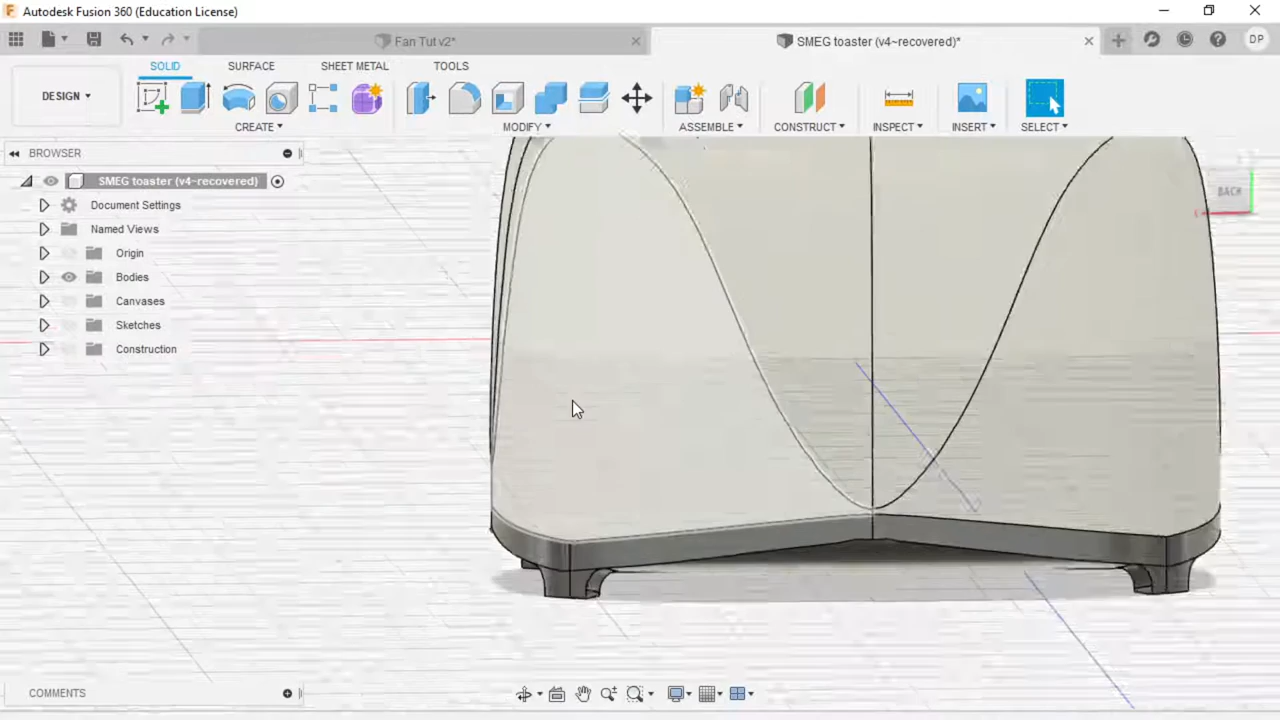 Autodesk Fusion 360 (Education License)
Fan Tut v2*
SMEG toaster (v4~recovered)*
DP
SOLID SURFACE SHEET METAL TOOLS
DESIGN
CREATE MODIFY ASSEMBLE CONSTRUCT INSPECT INSERT SELECT
BROWSER
SMEG toaster (v4~recovered)
BACK
Document Settings
Named Views
Origin
Bodies
Canvases
Sketches
Construction
COMMENTS